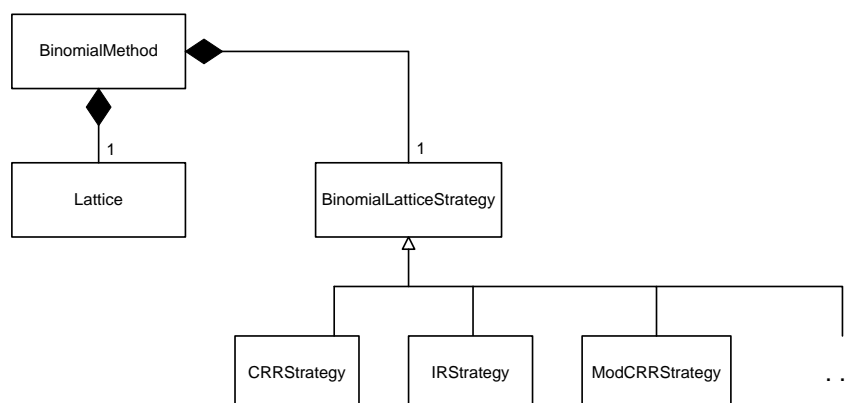 BinomialMethod
1
1
Lattice
BinomialLatticeStrategy
CRRStrategy
IRStrategy
ModCRRStrategy
. .